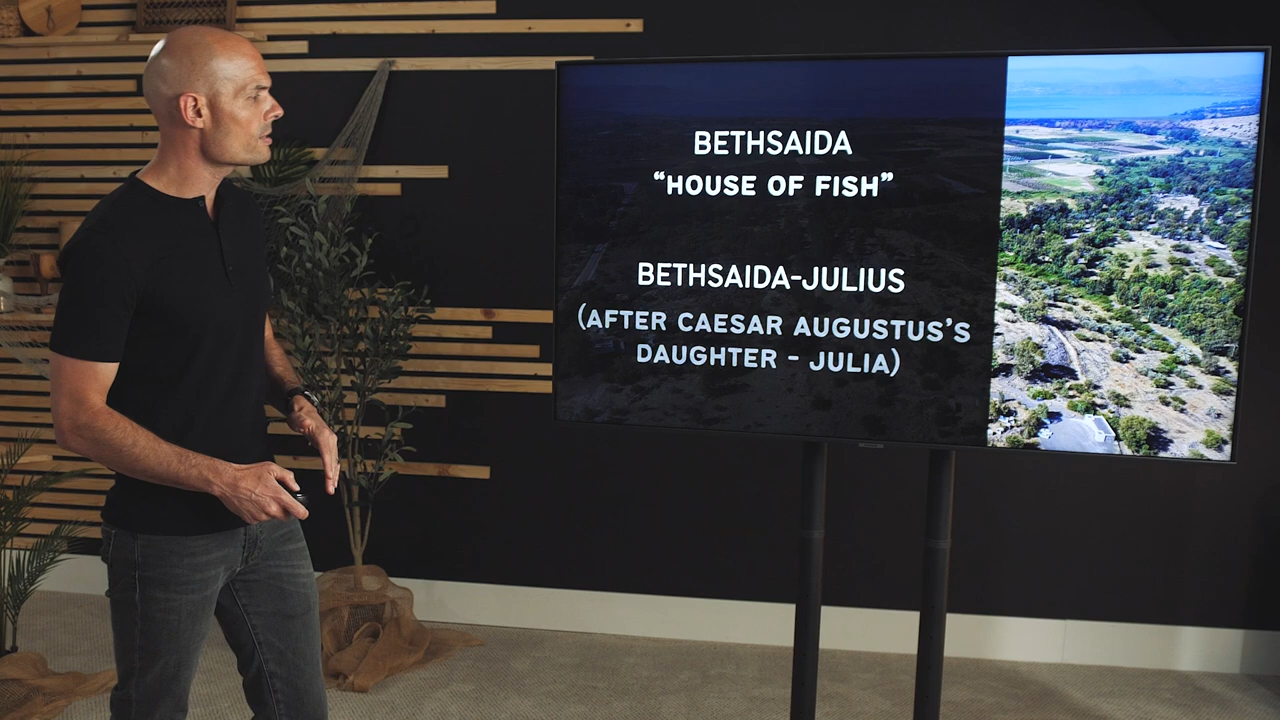 BETHSAIDA
“HOUSE OF FISH”
BETHSAIDA-JULIUS
(AFTER CAESAR AUGUSTUS’S
DAUGHTER - JULIA)